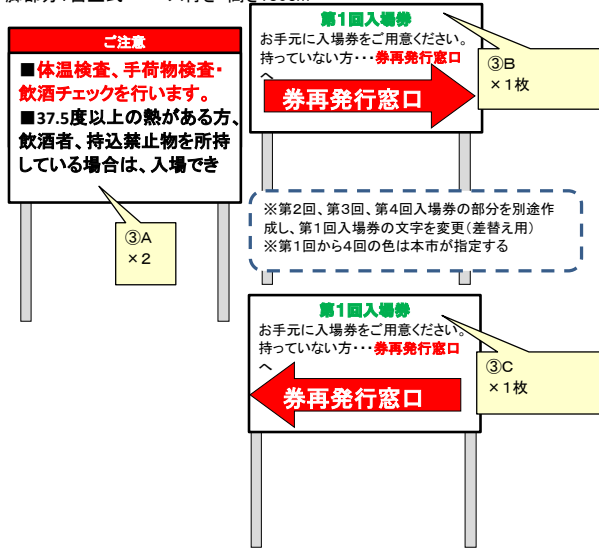 ご注意
■体温検査、手荷物検査・
飲酒チェックを行います。
■37.5度以上の熱がある方、
飲酒者、持込禁止物を所持
している場合は、入場でき
③A
×2
第1回入場券
お手元に入場券をご用意ください。
持っていない方・・・券再発行窓口
へ
券再発行窓口
③B
×1枚
※第2回、第3回、第4回入場券の部分を別途作
成し、第1回入場券の文字を変更(差替え用)
※第1回から4回の色は本市が指定する
第1回入場券
お手元に入場券をご用意ください。
持っていない方・・・券再発行窓口
へ
券再発行窓口
③C
×1枚